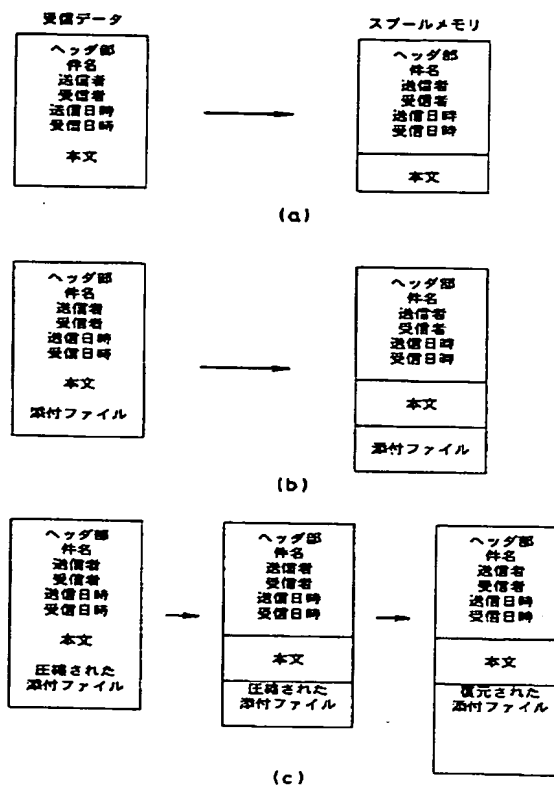 受信データ
ヘッダ部
件名
送信者
受信者
送信日時
受信日時
本文
スプールメモリ
ヘッダ部
件名
送信者
受信者
送信日時
受信日時
本文
(a)
ヘッダ部
件名
送信者
受信者
送信日時
受信日時
本文
添付ファイル
ヘッダ部
件名
送信者
受信者
送信日時
受信日時
本文
添付ファイル
(b)
ヘッダ部
件名
送信者
受信者
送信日時
受信日時
本文
圧縮された
添付ファイル
ヘッダ部
件名
送信者
受信者
送信日時
受信日時
本文
圧縮された
添付ファイル
ヘッダ部
件名
送信者
受信者
送信日時
受信日時
本文
復元された
添付ファイル
(c)